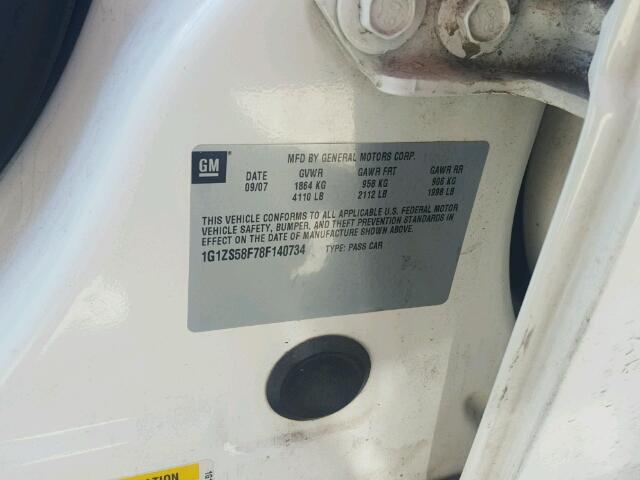 GM
MFD BY GENERAL MOTORS CORP.
DATE GVWR GAWR FRT GAWR RR
09/07 1864 KG 958 KG 906 KG
4110 LB 2112 LB 1998 LB
THIS VEHICLE CONFORMS TO ALL APPLICABLE U.S. FEDERAL MOTOR
VEHICLE SAFETY, BUMPER, AND THEFT PREVENTION STANDARDS IN
EFFECT ON THE DATE OF MANUFACTURE SHOWN ABOVE.
1G1ZS58F78F140734 TYPE: PASS CAR